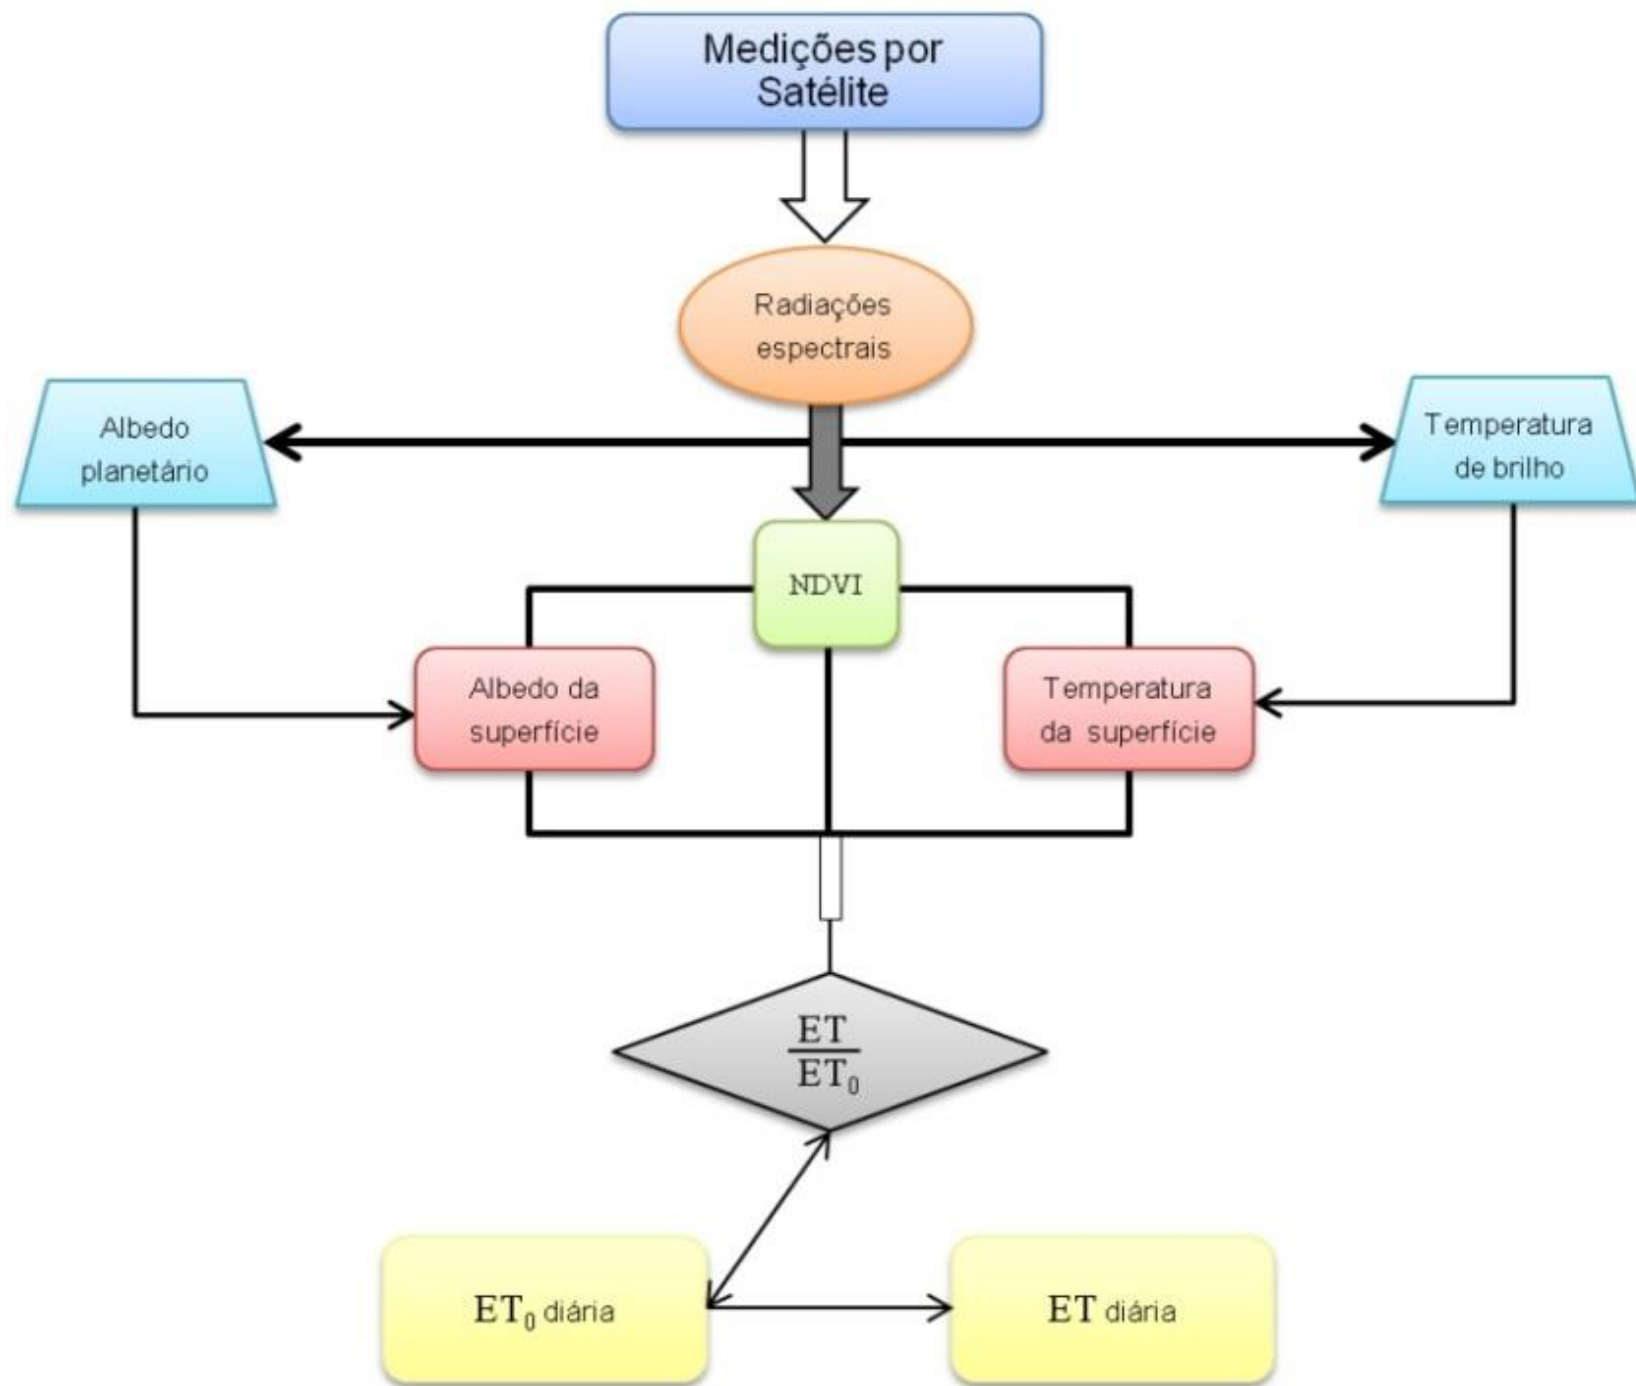 Medições por
Satélite
Radiações
espectrais
Albedo
planetário
Temperatura
de brilho
NDVI
Albedo da
superfície
Temperatura
da superfície
ET
ET₀
ET₀ diária
ET diária